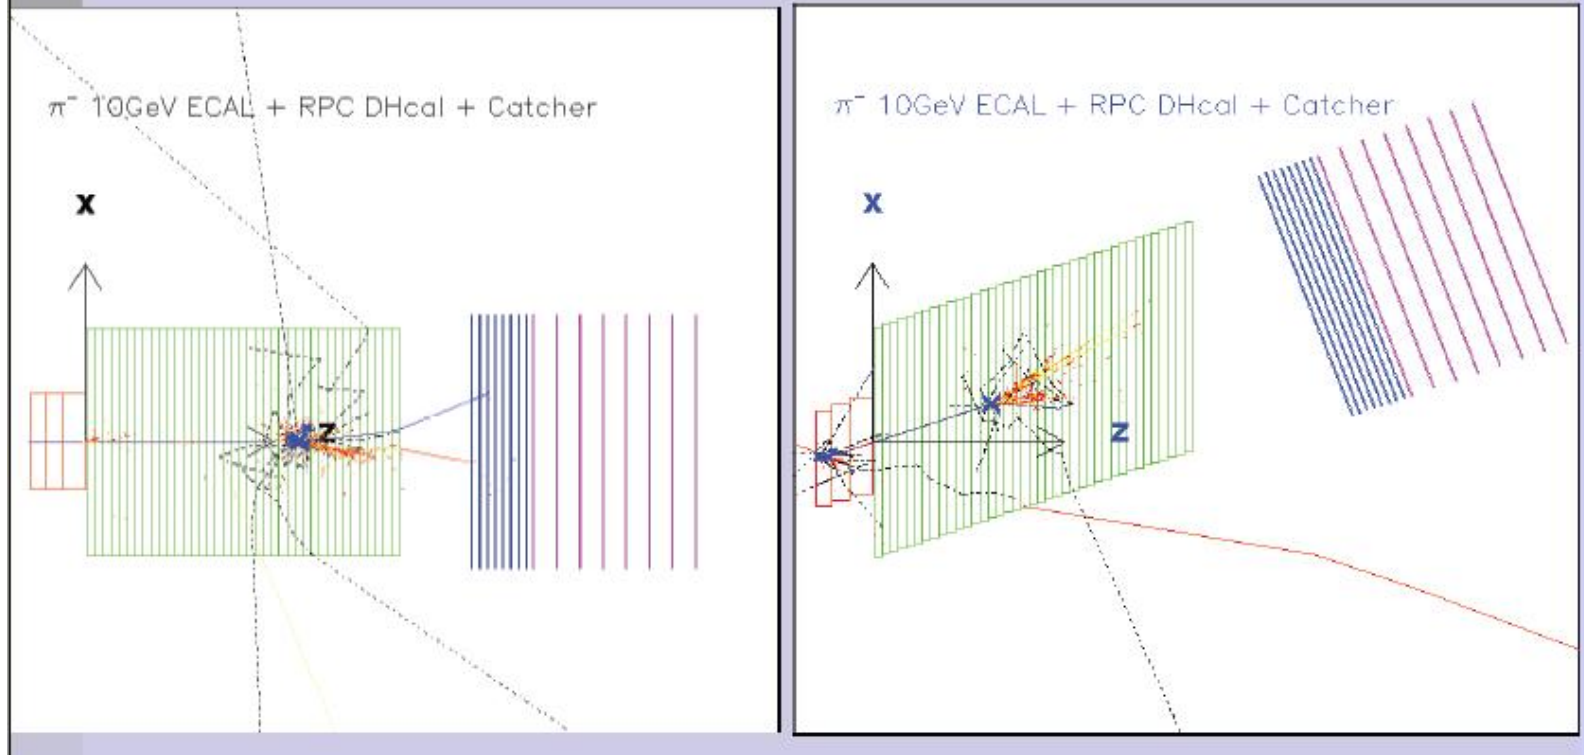 π⁻ 10GeV ECAL + RPC DHcal + Catcher
X
Z
π⁻ 10GeV ECAL + RPC DHcal + Catcher
X
Z